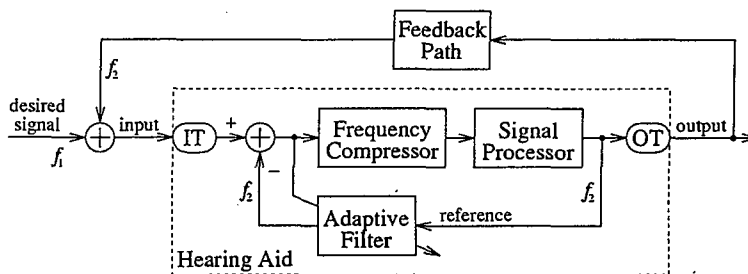 Feedback
Path
f₂
desired
signal
f₁
input
IT
+
−
Frequency
Compressor
Signal
Processor
OT
output
f₂
f₂
Adaptive
Filter
reference
Hearing Aid